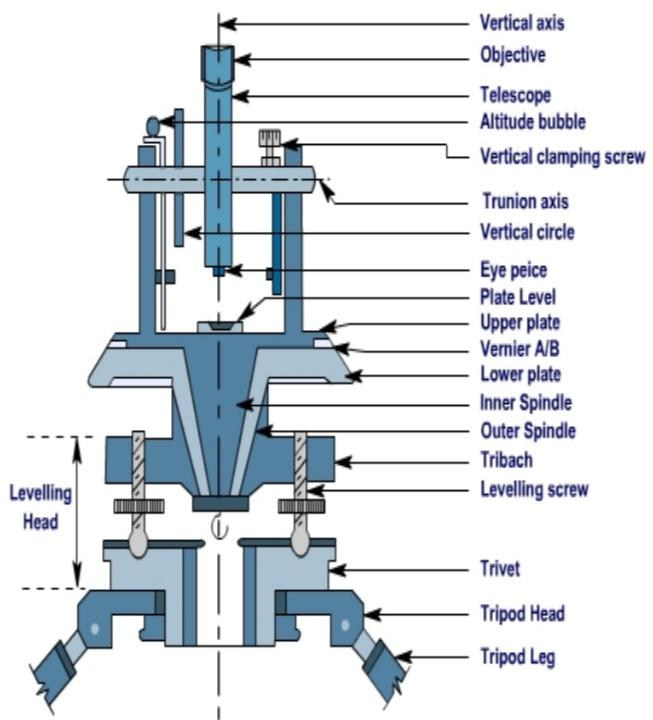 Vertical axis
Objective
Telescope
Altitude bubble
Vertical clamping screw
Trunion axis
Vertical circle
Eye peice
Plate Level
Upper plate
Vernier A/B
Lower plate
Inner Spindle
Outer Spindle
Tribach
Levelling screw
Levelling
Head
Trivet
Tripod Head
Tripod Leg